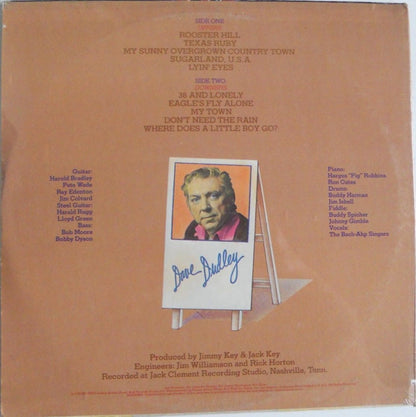 SIDE ONE
ROOSTER HILL
TEXAS RUBY
MY SUNNY OVERGROWN COUNTRY TOWN
SUGARLAND, U.S.A.
LYIN' EYES
SIDE TWO
38 AND LONELY
EAGLE'S FLY ALONE
MY TOWN
DON'T NEED THE RAIN
WHERE DOES A LITTLE BOY GO?
Guitar:
Harold Bradley
Pete Wade
Ray Edenton
Jim Colvard
Steel Guitar:
Harold Rugg
Lloyd Green
Bass:
Bob Moore
Bobby Dyson
Piano:
Hargus "Pig" Robbins
Ron Oates
Drums:
Buddy Harman
Jim Isbell
Fiddle:
Buddy Spicher
Johnny Gimble
Vocals:
The Bach-Ahp Singers
Dave Dudley
Produced by Jimmy Key & Jack Key
Engineers: Jim Williamson and Rick Horton
Recorded at Jack Clement Recording Studio, Nashville, Tenn.